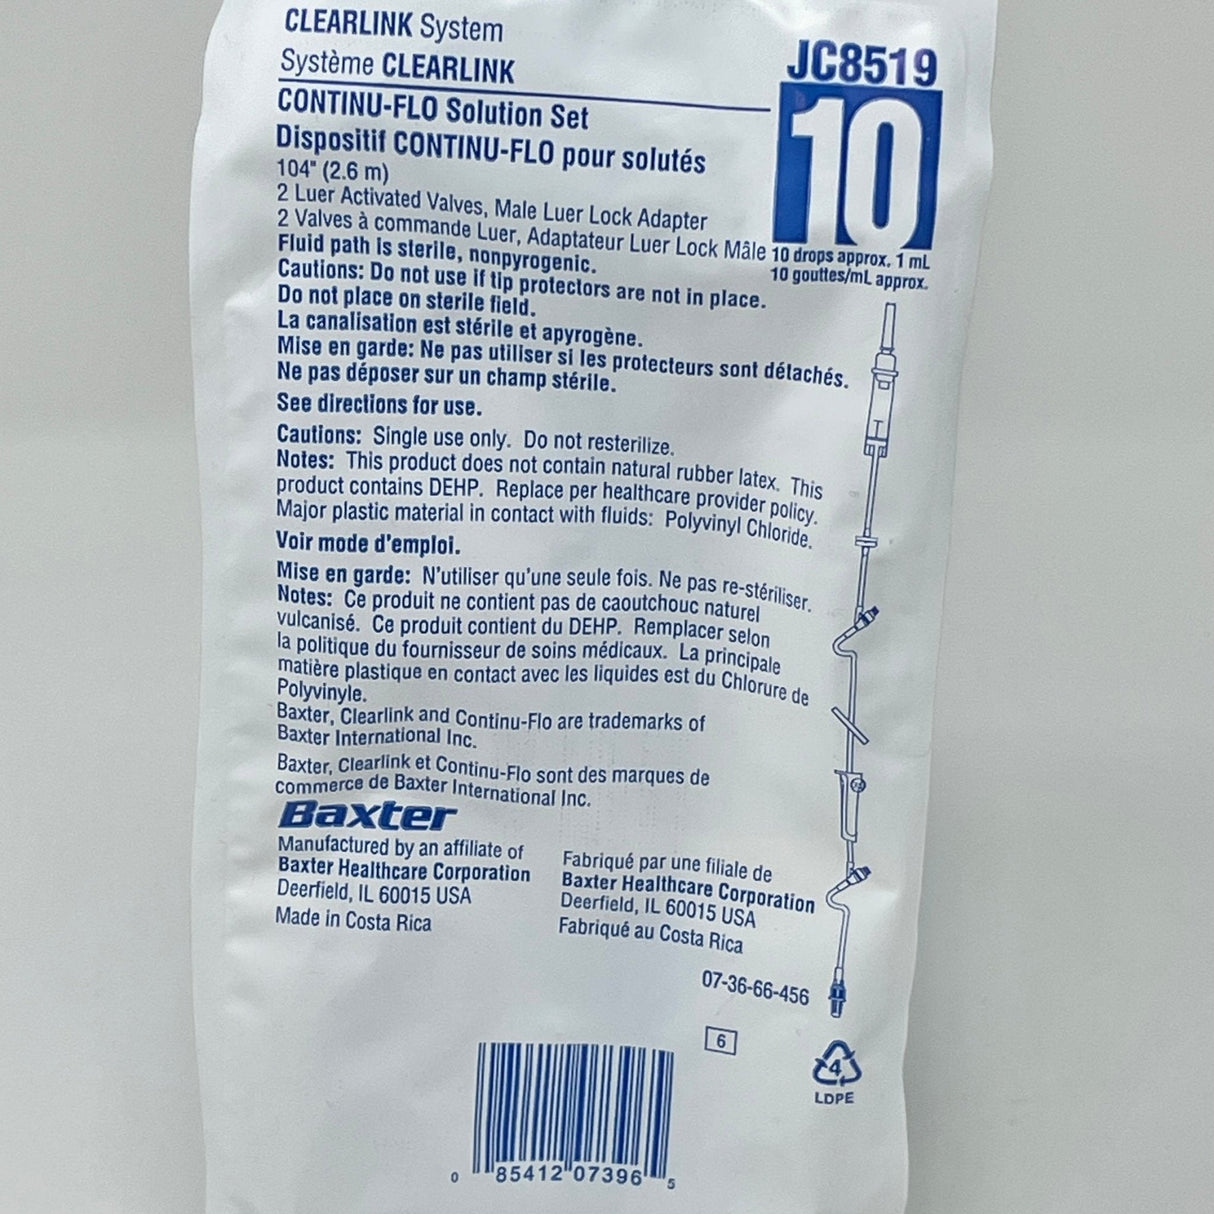 CLEARLINK System
Système CLEARLINK
JC8519
10
CONTINU-FLO Solution Set
Dispositif CONTINU-FLO pour solutés
104" (2.6 m)
2 Luer Activated Valves, Male Luer Lock Adapter
2 Valves à commande Luer, Adaptateur Luer Lock Mâle
10 drops approx. 1 mL
10 gouttes/mL approx.
Fluid path is sterile, nonpyrogenic.
Cautions: Do not use if tip protectors are not in place.
Do not place on sterile field.
La canalisation est stérile et apyrogène.
Mise en garde: Ne pas utiliser si les protecteurs sont détachés.
Ne pas déposer sur un champ stérile.
See directions for use.
Cautions: Single use only. Do not resterilize.
Notes: This product does not contain natural rubber latex. This
product contains DEHP. Replace per healthcare provider policy.
Major plastic material in contact with fluids: Polyvinyl Chloride.
Voir mode d'emploi.
Mise en garde: N'utiliser qu'une seule fois. Ne pas re-stériliser.
Notes: Ce produit ne contient pas de caoutchouc naturel
vulcanisé. Ce produit contient du DEHP. Remplacer selon
la politique du fournisseur de soins médicaux. La principale
matière plastique en contact avec les liquides est du Chlorure de
Polyvinyle.
Baxter, Clearlink and Continu-Flo are trademarks of
Baxter International Inc.
Baxter, Clearlink et Continu-Flo sont des marques de
commerce de Baxter International Inc.
Baxter
Manufactured by an affiliate of
Baxter Healthcare Corporation
Deerfield, IL 60015 USA
Made in Costa Rica
Fabriqué par une filiale de
Baxter Healthcare Corporation
Deerfield, IL 60015 USA
Fabriqué au Costa Rica
07-36-66-456
6
4
LDPE
0 85412 07396 5